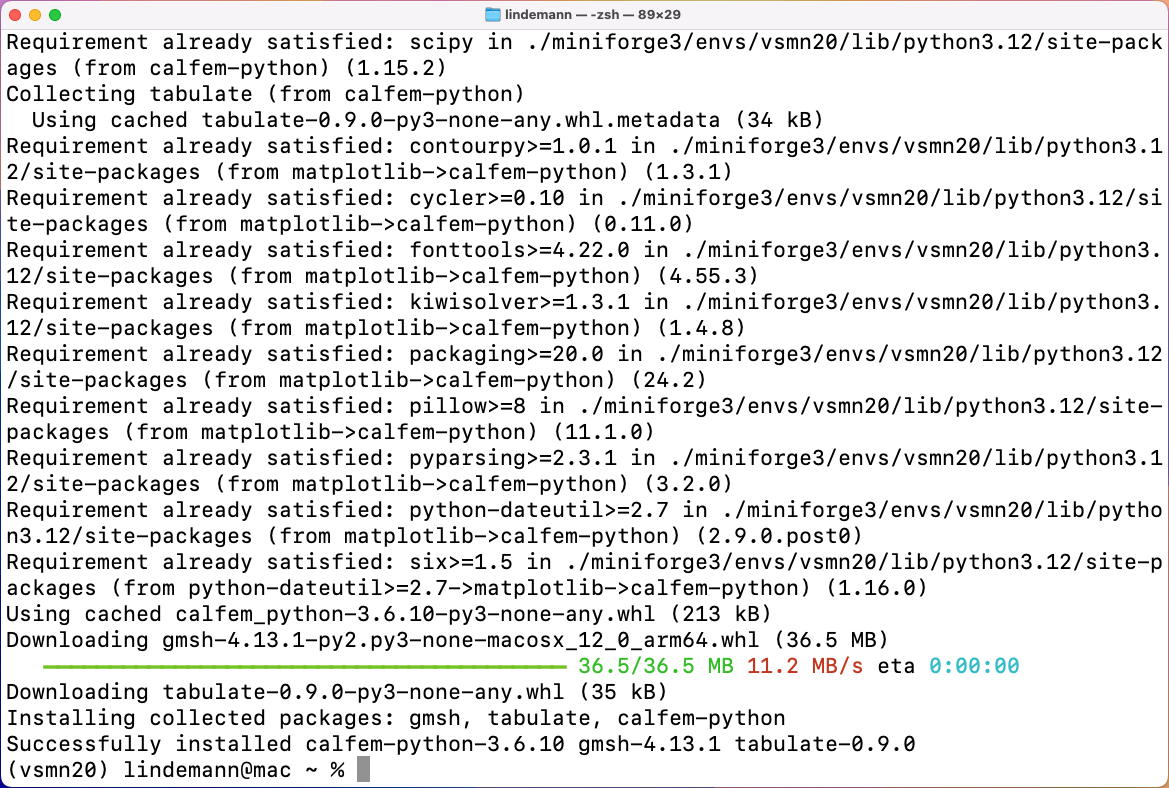 lindemann — -zsh — 89×29
Requirement already satisfied: scipy in ./miniforge3/envs/vsmn20/lib/python3.12/site-pack
ages (from calfem-python) (1.15.2)
Collecting tabulate (from calfem-python)
  Using cached tabulate-0.9.0-py3-none-any.whl.metadata (34 kB)
Requirement already satisfied: contourpy>=1.0.1 in ./miniforge3/envs/vsmn20/lib/python3.1
2/site-packages (from matplotlib->calfem-python) (1.3.1)
Requirement already satisfied: cycler>=0.10 in ./miniforge3/envs/vsmn20/lib/python3.12/si
te-packages (from matplotlib->calfem-python) (0.11.0)
Requirement already satisfied: fonttools>=4.22.0 in ./miniforge3/envs/vsmn20/lib/python3.
12/site-packages (from matplotlib->calfem-python) (4.55.3)
Requirement already satisfied: kiwisolver>=1.3.1 in ./miniforge3/envs/vsmn20/lib/python3.
12/site-packages (from matplotlib->calfem-python) (1.4.8)
Requirement already satisfied: packaging>=20.0 in ./miniforge3/envs/vsmn20/lib/python3.12
/site-packages (from matplotlib->calfem-python) (24.2)
Requirement already satisfied: pillow>=8 in ./miniforge3/envs/vsmn20/lib/python3.12/site-
packages (from matplotlib->calfem-python) (11.1.0)
Requirement already satisfied: pyparsing>=2.3.1 in ./miniforge3/envs/vsmn20/lib/python3.1
2/site-packages (from matplotlib->calfem-python) (3.2.0)
Requirement already satisfied: python-dateutil>=2.7 in ./miniforge3/envs/vsmn20/lib/pytho
n3.12/site-packages (from matplotlib->calfem-python) (2.9.0.post0)
Requirement already satisfied: six>=1.5 in ./miniforge3/envs/vsmn20/lib/python3.12/site-p
ackages (from python-dateutil>=2.7->matplotlib->calfem-python) (1.16.0)
Using cached calfem_python-3.6.10-py3-none-any.whl (213 kB)
Downloading gmsh-4.13.1-py2.py3-none-macosx_12_0_arm64.whl (36.5 MB)
36.5/36.5 MB 11.2 MB/s eta 0:00:00
Downloading tabulate-0.9.0-py3-none-any.whl (35 kB)
Installing collected packages: gmsh, tabulate, calfem-python
Successfully installed calfem-python-3.6.10 gmsh-4.13.1 tabulate-0.9.0
(vsmn20) lindemann@mac ~ %